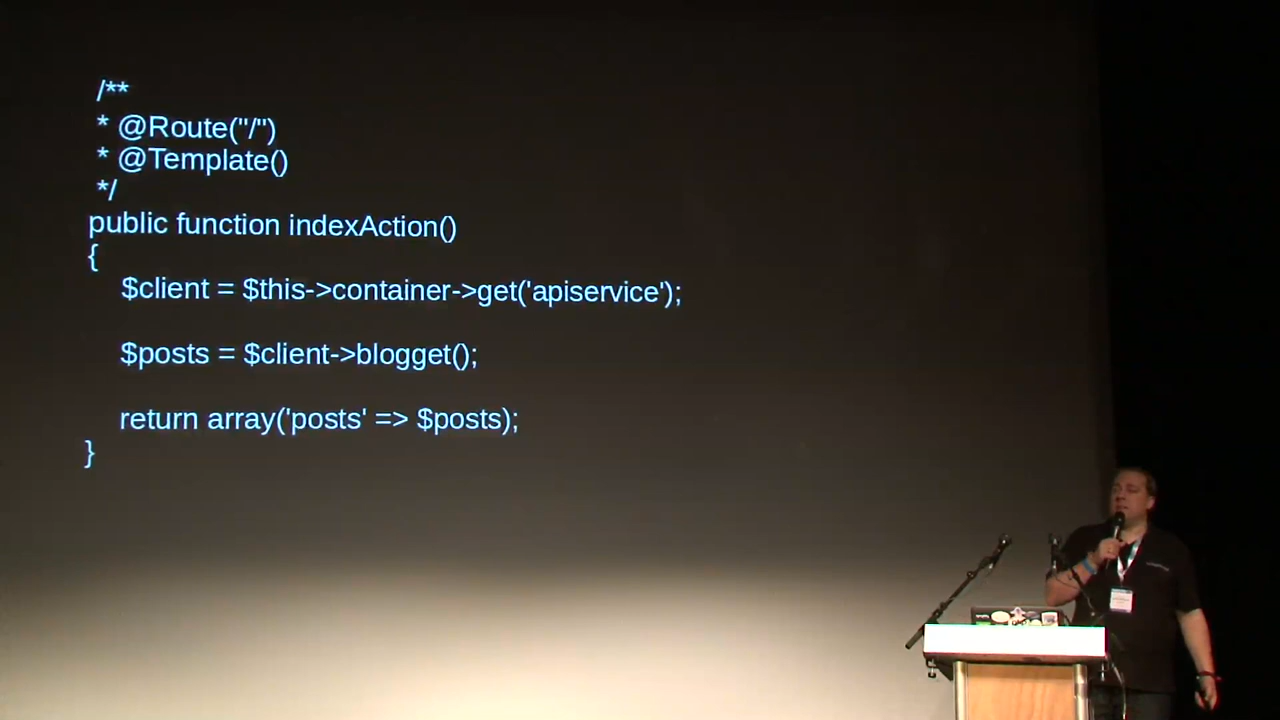 /**
* @Route("/")
* @Template()
*/
public function indexAction()
{
$client = $this->container->get('apiservice');
$posts = $client->blogget();
return array('posts' => $posts);
}